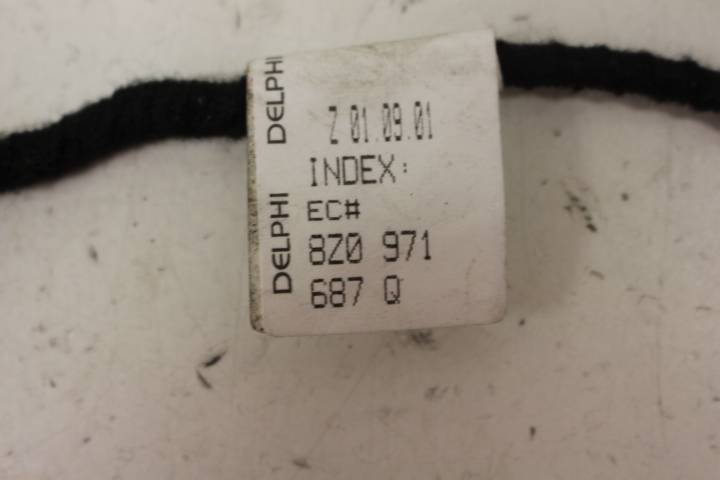 DELPHI
DELPHI
Z 01.09.01
INDEX:
EC#
8Z0 971
687 Q